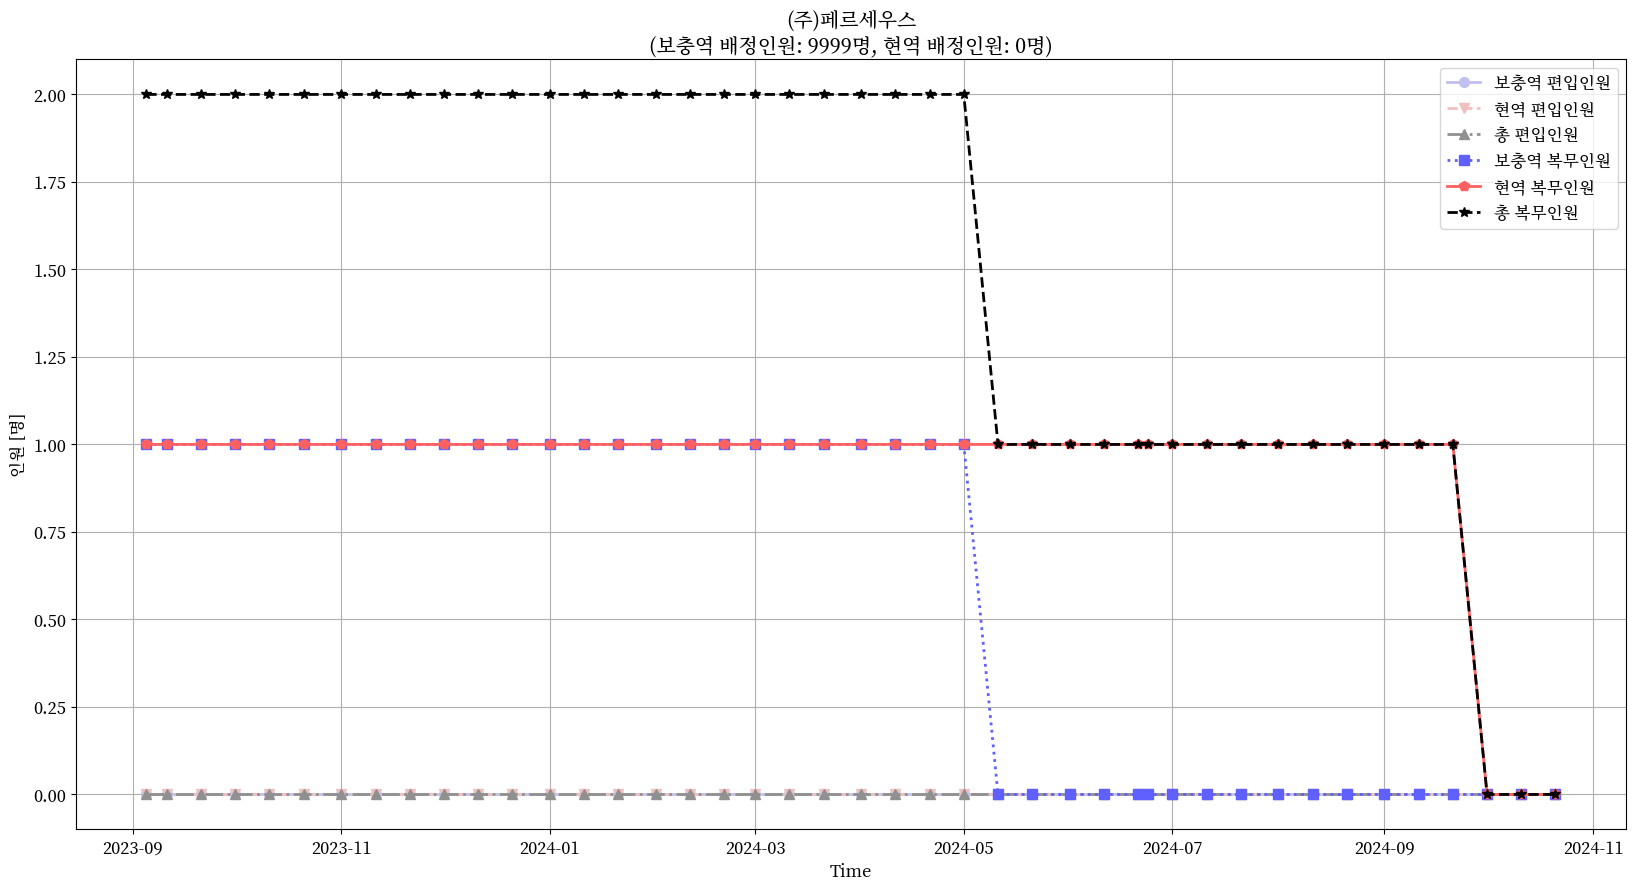 (주)페르세우스
(보충역 배정인원: 9999명, 현역 배정인원: 0명)
보충역 편입인원
현역 편입인원
총 편입인원
보충역 복무인원
현역 복무인원
총 복무인원
인원 [명]
2.00
1.75
1.50
1.25
1.00
0.75
0.50
0.25
0.00
2023-09
2023-11
2024-01
2024-03
2024-05
2024-07
2024-09
2024-11
Time